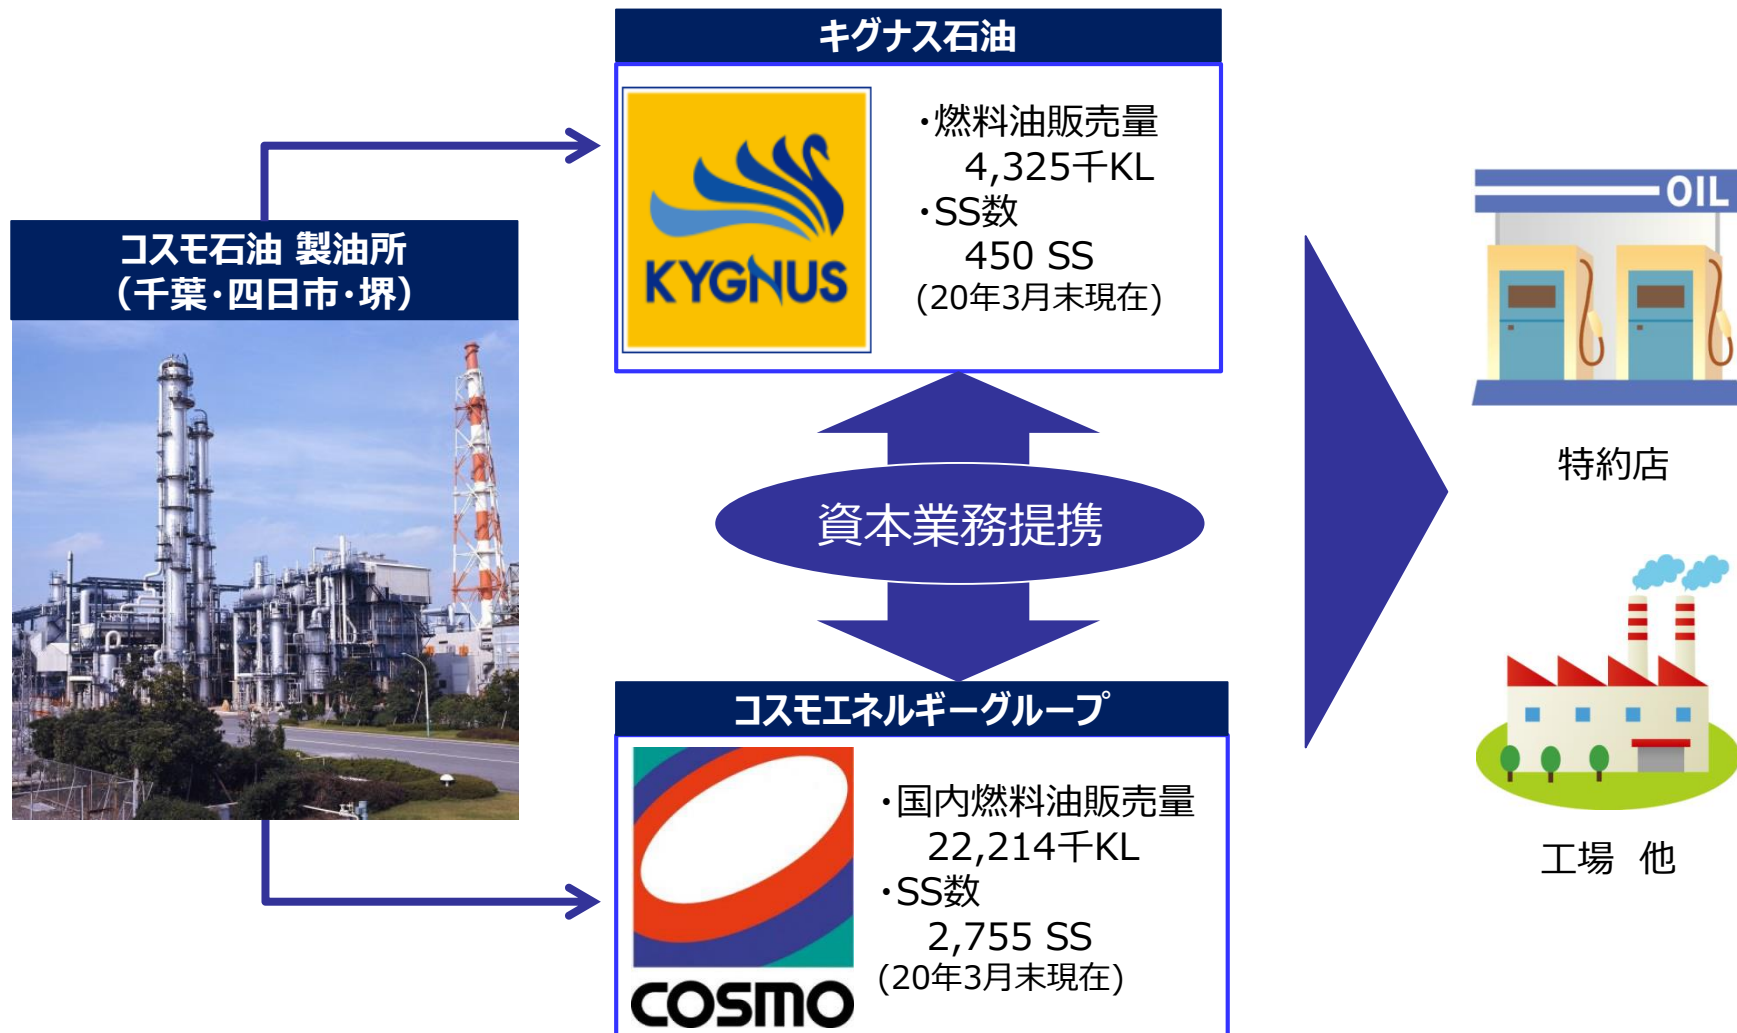 キグナス石油
KYGNUS
・燃料油販売量
4,325千KL
・SS数
450 SS
(20年3月末現在)
コスモ石油 製油所
(千葉・四日市・堺)
資本業務提携
コスモエネルギーグループ
COSMO
・国内燃料油販売量
22,214千KL
・SS数
2,755 SS
(20年3月末現在)
OIL
特約店
工場 他